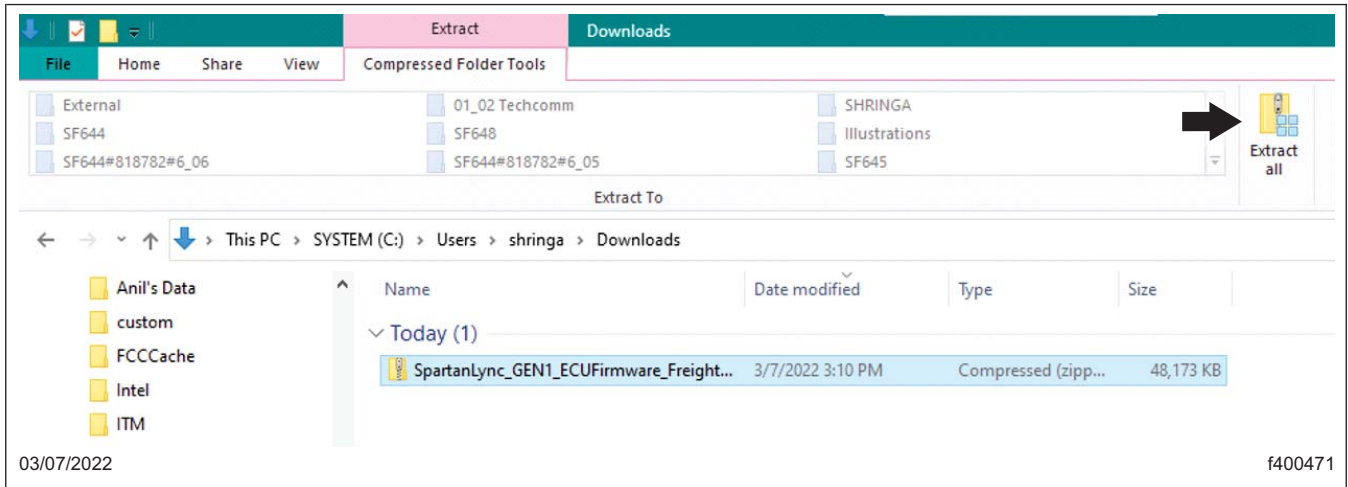 Extract Downloads
File Home Share View Compressed Folder Tools
External 01_02 Techcomm SHRINGA
SF644 SF648 Illustrations
SF644#818782#6_06 SF644#818782#6_05 SF645
Extract
all
Extract To
This PC > SYSTEM (C:) > Users > shringa > Downloads
Anil's Data
custom
FCCCache
Intel
ITM
Name Date modified Type Size
Today (1)
SpartanLync_GEN1_ECUFirmware_Freight... 3/7/2022 3:10 PM Compressed (zipp... 48,173 KB
03/07/2022 f400471